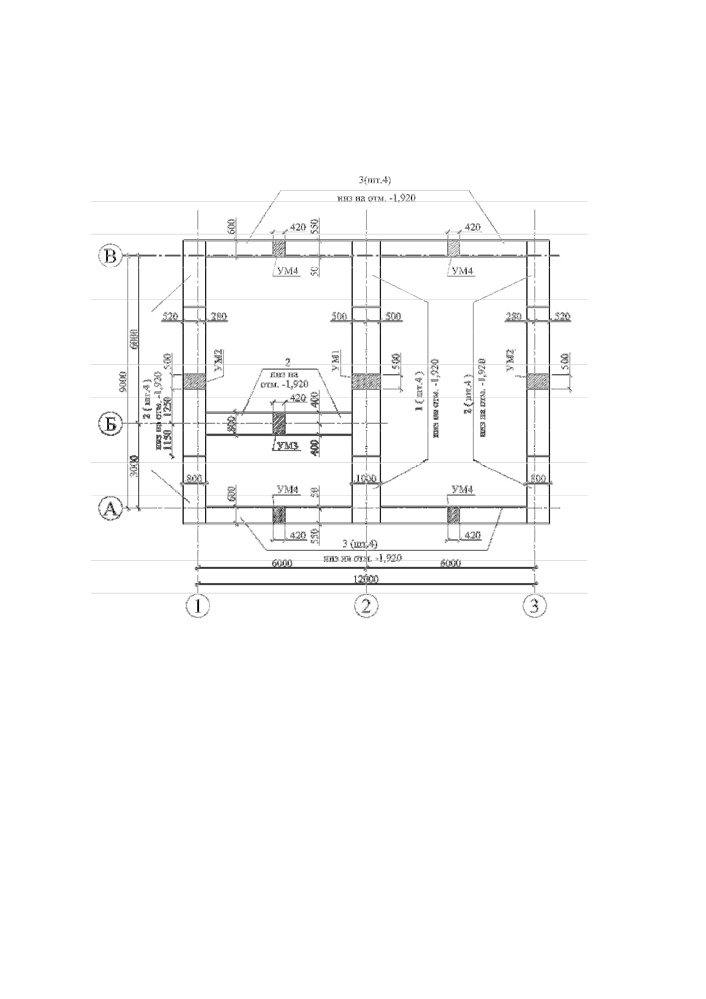 3(шт.4)
низ на отм. -1,920
600
420
550
420
В
УМ4
50
УМ4
520
280
500
500
280
520
6000
9000
500
УМ2
2
низ на
отм. -1,920
УМ1
500
1 (шт.4)
низ на отм. -1,920
2 (шт.4)
низ на отм. -1,920
УМ2
500
2 (шт.4)
низ на отм. -1,920
1250
420
400
Б
800
УМ3
400
1150
3000
800
УМ4
1000
УМ4
800
600
50
А
420
550
420
3 (шт.4)
низ на отм. -1,920
6000
6000
12000
1
2
3